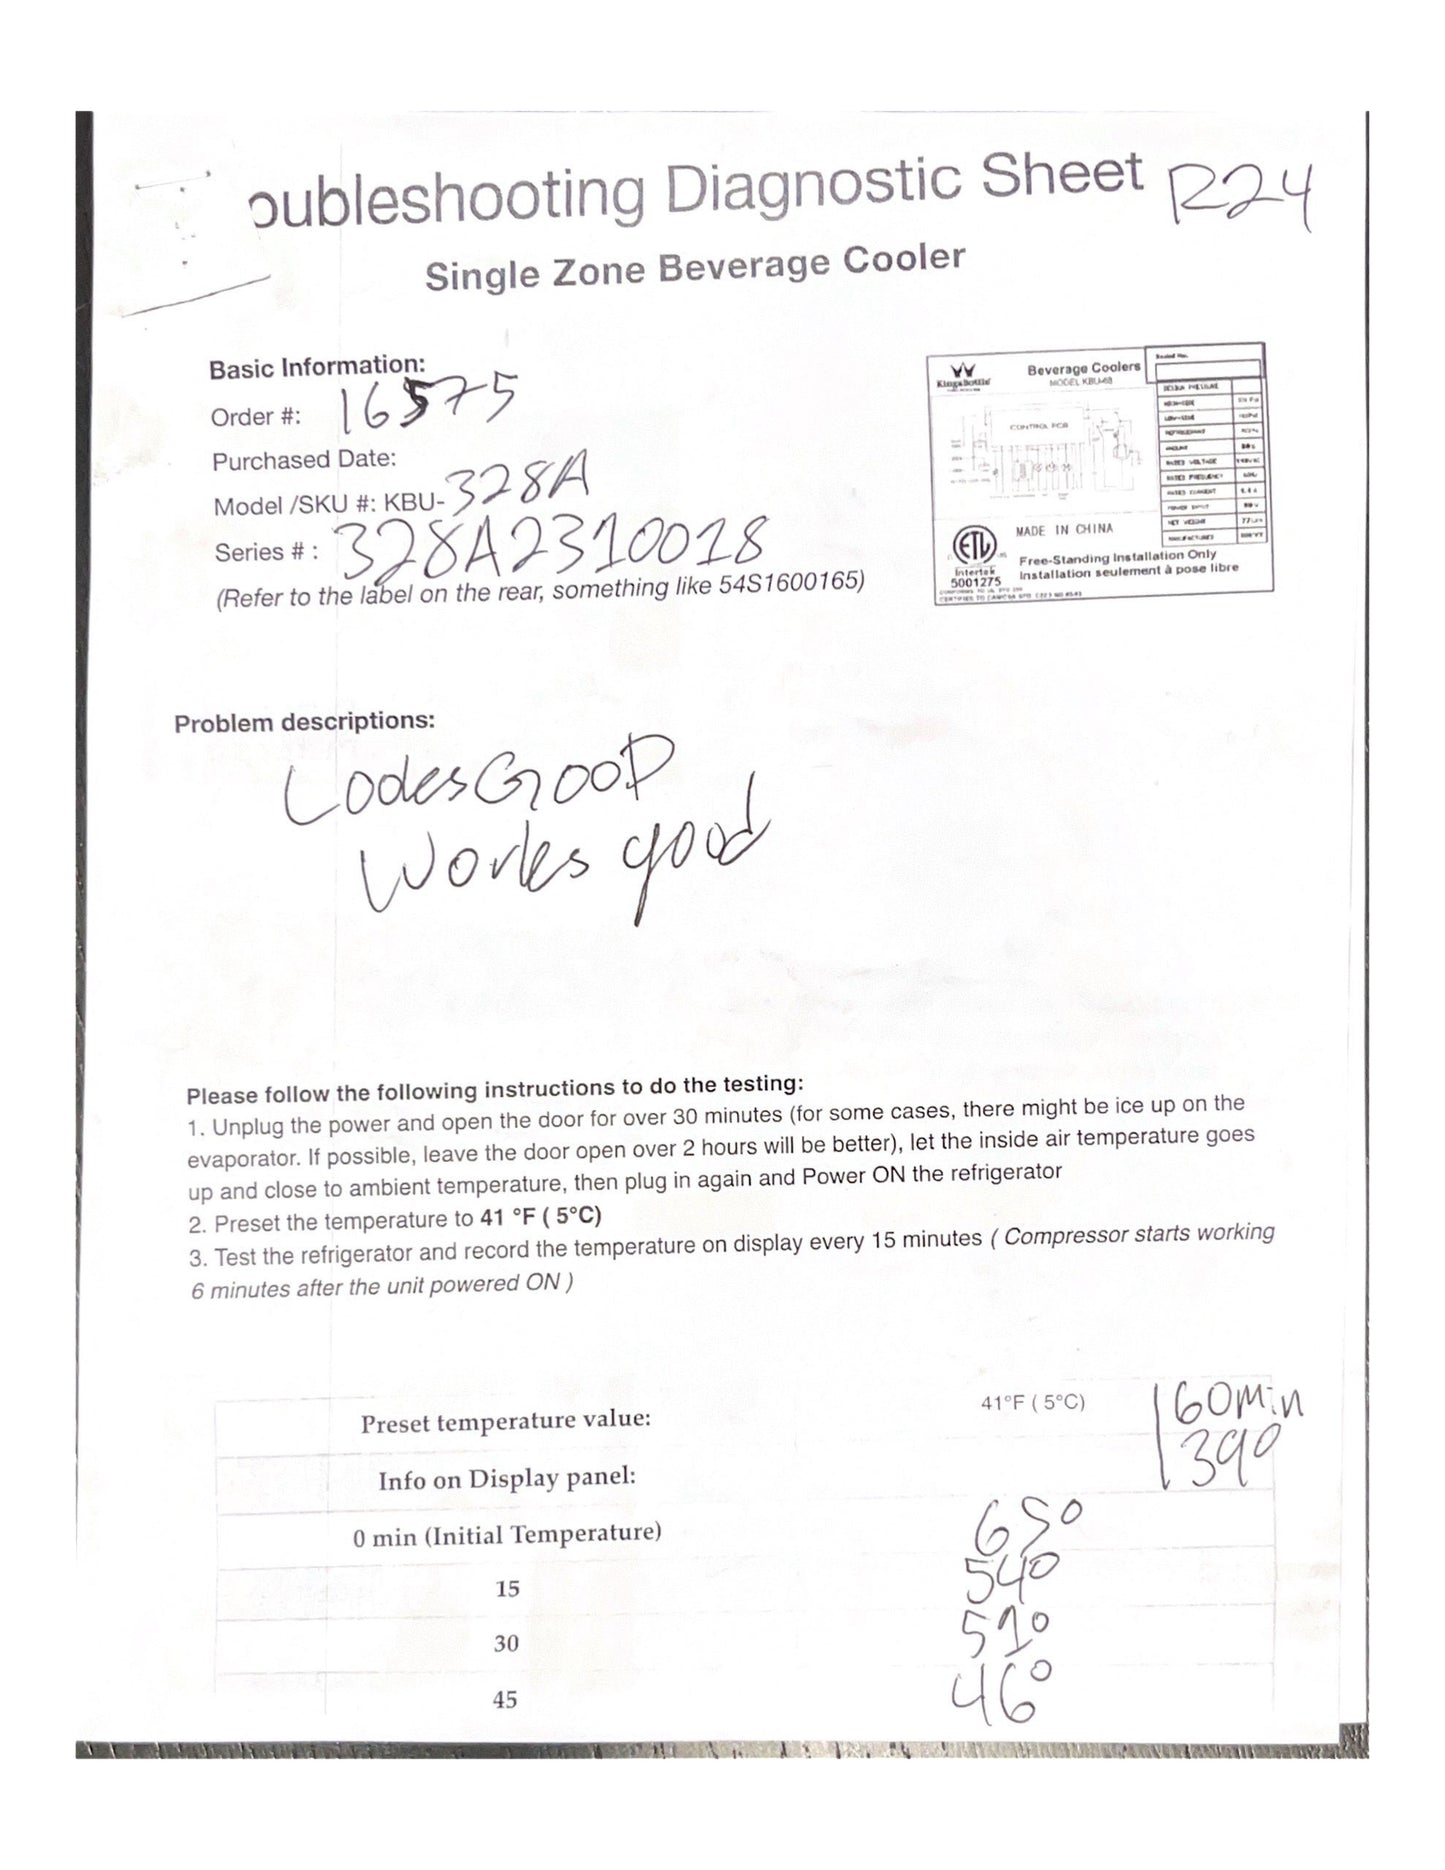 oubleshooting Diagnostic Sheet R24
Single Zone Beverage Cooler
Basic Information:
Order #: 16575
Purchased Date:
Model /SKU #: KBU-328A
Series # : 328A2310018
(Refer to the label on the rear, something like 54S1600165)
KingsBottle
Beverage Coolers
MODEL KBU-
CONTROL PCB
MADE IN CHINA
ETL
Intertek
5001275
Free-Standing Installation Only
Installation seulement à pose libre
Problem descriptions:
Codes GooD
Works good
Please follow the following instructions to do the testing:
1. Unplug the power and open the door for over 30 minutes (for some cases, there might be ice up on the
evaporator. If possible, leave the door open over 2 hours will be better), let the inside air temperature goes
up and close to ambient temperature, then plug in again and Power ON the refrigerator
2. Preset the temperature to 41 °F ( 5°C)
3. Test the refrigerator and record the temperature on display every 15 minutes ( Compressor starts working
6 minutes after the unit powered ON )
Preset temperature value: 41°F ( 5°C) 60min
39°
Info on Display panel:
0 min (Initial Temperature) 65°
15 54°
30 51°
45 46°